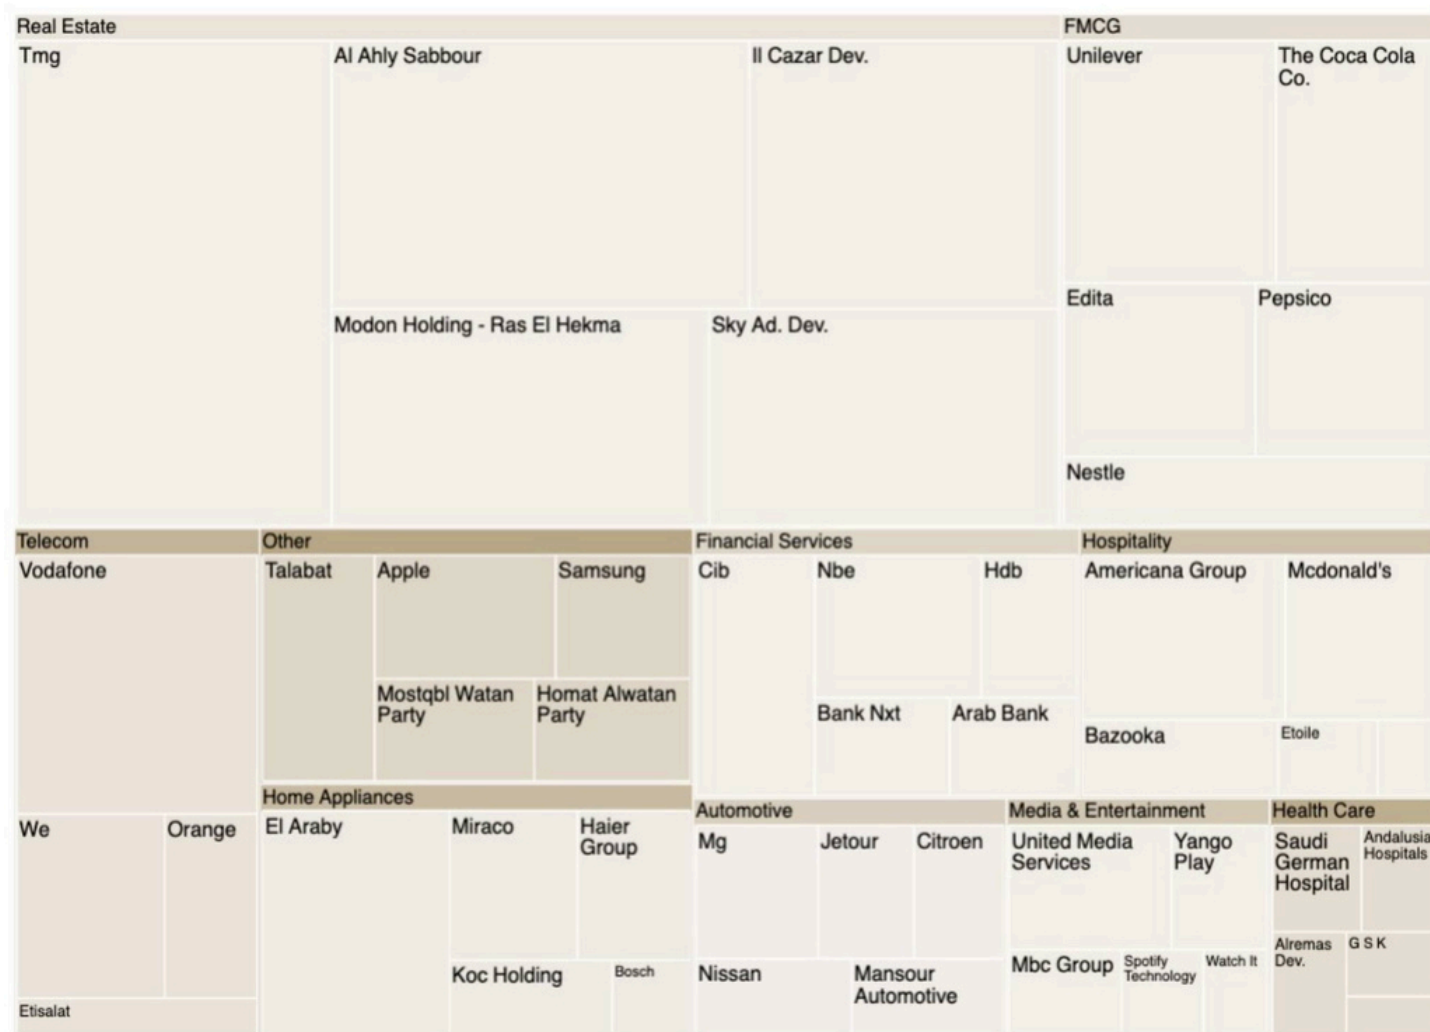 Real Estate
Tmg
Al Ahly Sabbour
Il Cazar Dev.
Modon Holding - Ras El Hekma
Sky Ad. Dev.
FMCG
Unilever
The Coca Cola
Co.
Edita
Pepsico
Nestle
Telecom
Vodafone
We
Orange
Etisalat
Other
Talabat
Apple
Samsung
Mostqbl Watan
Party
Homat Alwatan
Party
Home Appliances
El Araby
Miraco
Haier
Group
Koc Holding
Bosch
Financial Services
Cib
Nbe
Hdb
Bank Nxt
Arab Bank
Hospitality
Americana Group
Mcdonald's
Bazooka
Etoile
Automotive
Mg
Jetour
Citroen
Nissan
Mansour
Automotive
Media & Entertainment
United Media
Services
Yango
Play
Mbc Group
Spotify
Technology
Watch It
Health Care
Saudi
German
Hospital
Andalusia
Hospitals
Alremas
Dev.
G S K